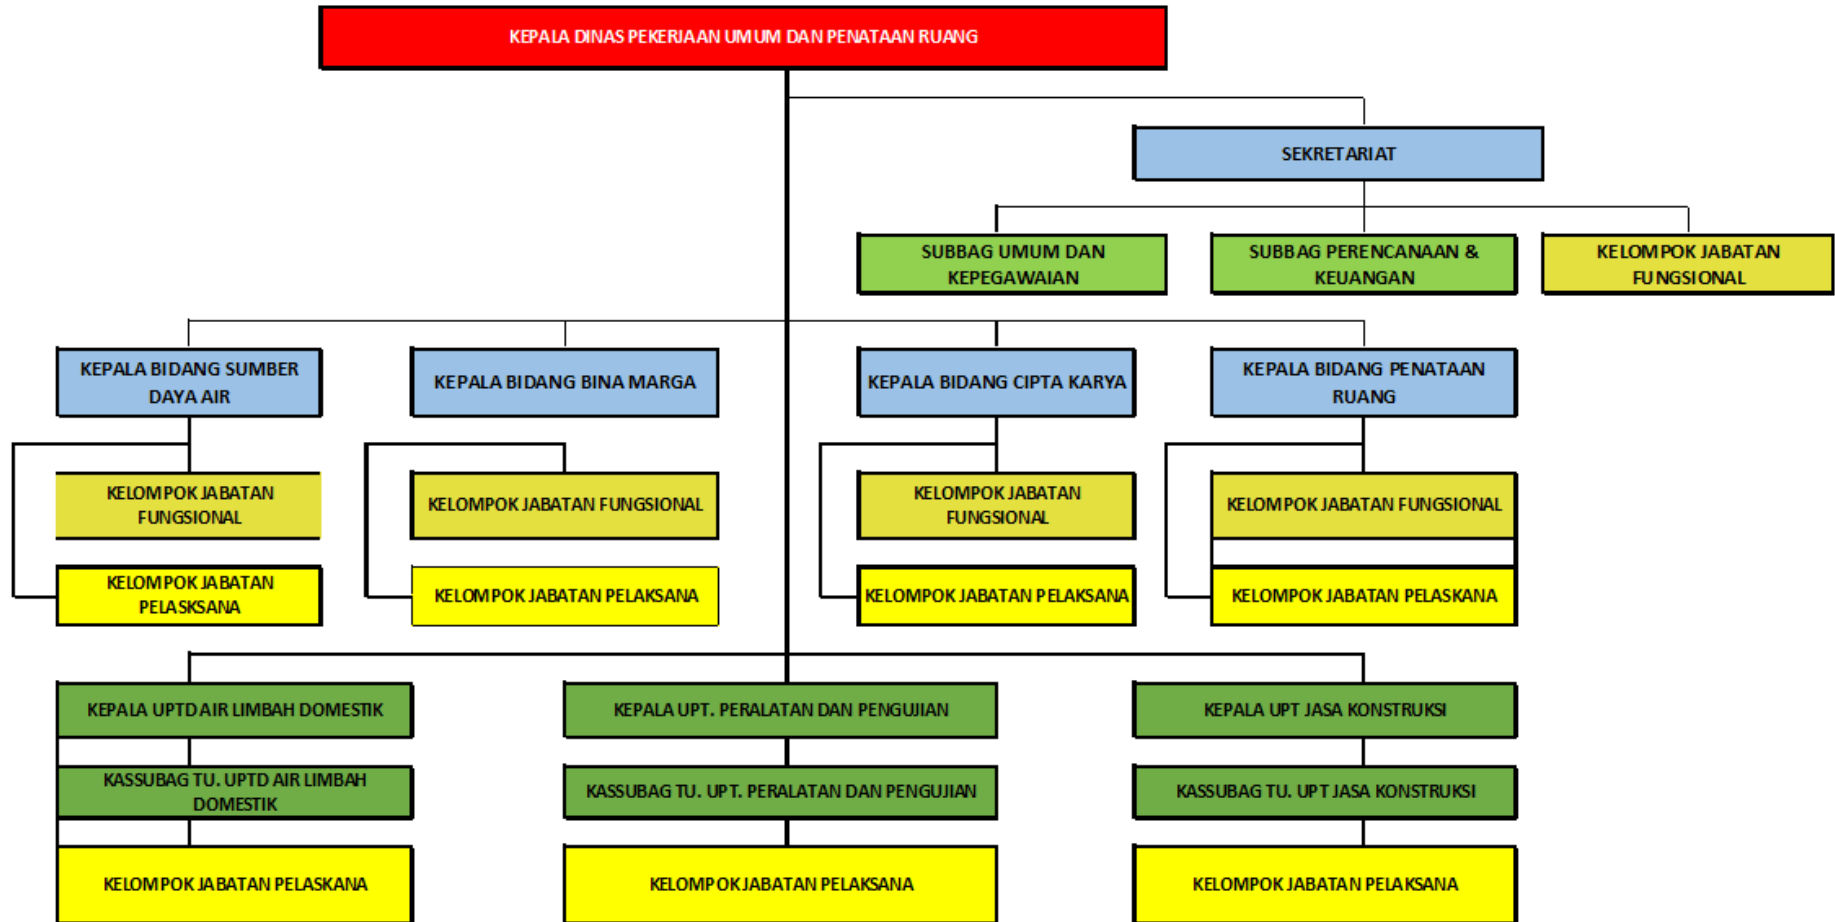 KEPALA DINAS PEKERJAAN UMUM DAN PENATAAN RUANG
SEKRETARIAT
SUBBAG UMUM DAN
KEPEGAWAIAN
SUBBAG PERENCANAAN &
KEUANGAN
KELOMPOK JABATAN
FUNGSIONAL
KEPALA BIDANG SUMBER
DAYA AIR
KEPALA BIDANG BINA MARGA
KEPALA BIDANG CIPTA KARYA
KEPALA BIDANG PENATAAN
RUANG
KELOMPOK JABATAN
FUNGSIONAL
KELOMPOK JABATAN FUNGSIONAL
KELOMPOK JABATAN
FUNGSIONAL
KELOMPOK JABATAN FUNGSIONAL
KELOMPOK JABATAN
PELASKSANA
KELOMPOK JABATAN PELAKSANA
KELOMPOK JABATAN PELAKSANA
KELOMPOK JABATAN PELASKANA
KEPALA UPTD AIR LIMBAH DOMESTIK
KEPALA UPT. PERALATAN DAN PENGUJIAN
KEPALA UPT JASA KONSTRUKSI
KASSUBAG TU. UPTD AIR LIMBAH
DOMESTIK
KASSUBAG TU. UPT. PERALATAN DAN PENGUJIAN
KASSUBAG TU. UPT JASA KONSTRUKSI
KELOMPOK JABATAN PELASKANA
KELOMPOK JABATAN PELAKSANA
KELOMPOK JABATAN PELAKSANA